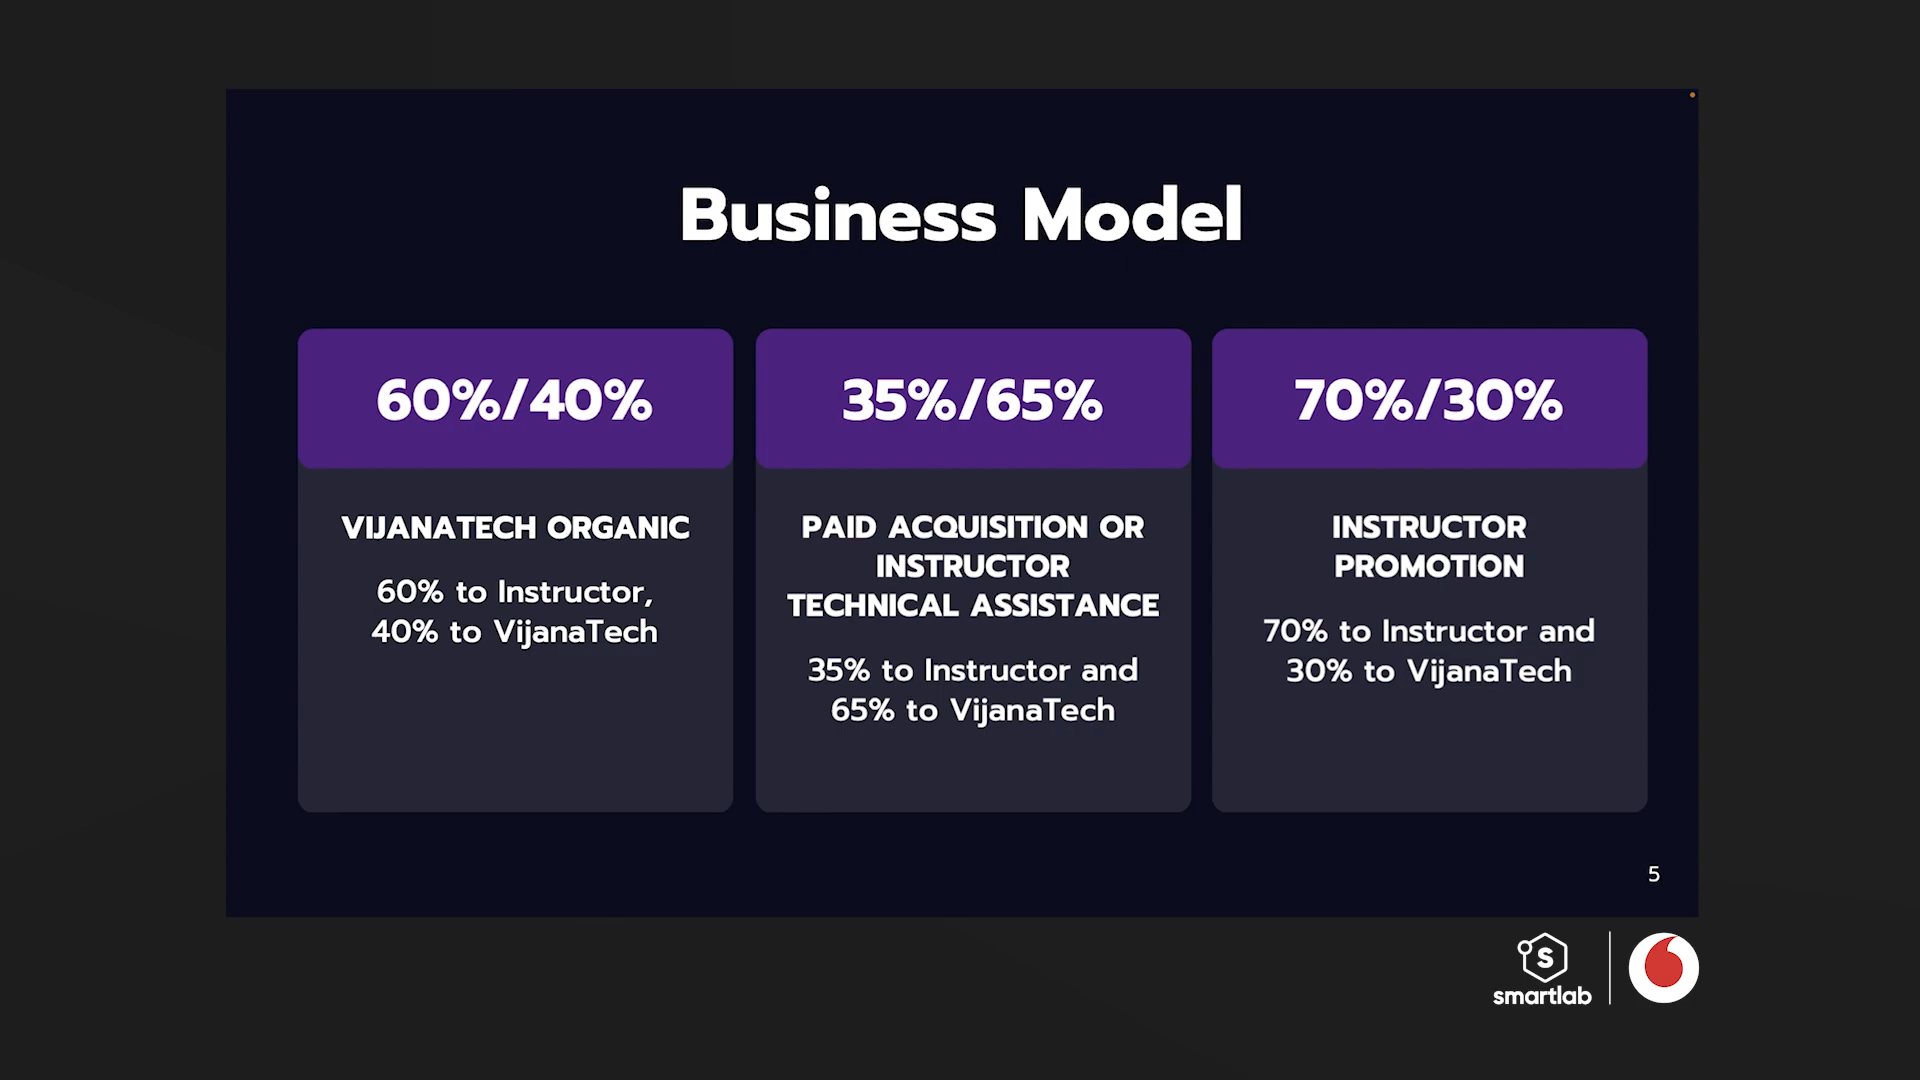 Business Model
60%/40%
VIJANATECH ORGANIC
60% to Instructor,
40% to VijanaTech
35%/65%
PAID ACQUISITION OR
INSTRUCTOR
TECHNICAL ASSISTANCE
35% to Instructor and
65% to VijanaTech
70%/30%
INSTRUCTOR
PROMOTION
70% to Instructor and
30% to VijanaTech
5
S
smartlab